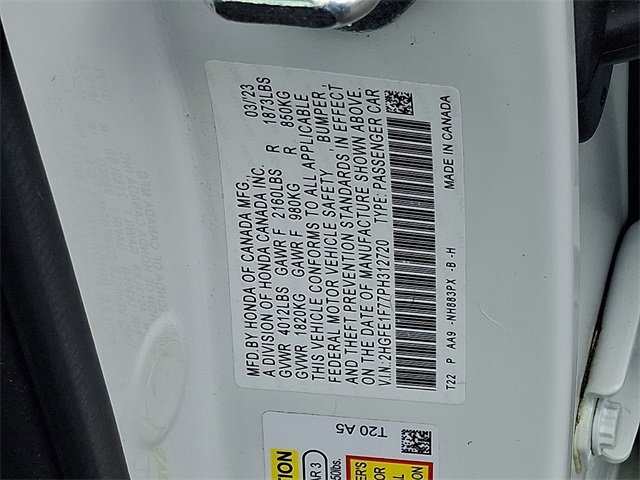 MFD.BY HONDA OF CANADA MFG., 03/'23
A DIVISION OF HONDA CANADA INC.
GVWR 4012LBS GAWR F 2160LBS R 1873LBS
GVWR 1820KG GAWR F 980KG R 850KG
THIS VEHICLE CONFORMS TO ALL APPLICABLE
FEDERAL MOTOR VEHICLE SAFETY, BUMPER,
AND THEFT PREVENTION STANDARDS IN EFFECT
ON THE DATE OF MANUFACTURE SHOWN ABOVE.
V.I.N:2HGFE1F77PH312720 TYPE:PASSENGER CAR
T22 P AA9 -NH883PX -B -H MADE IN CANADA
T20 A5